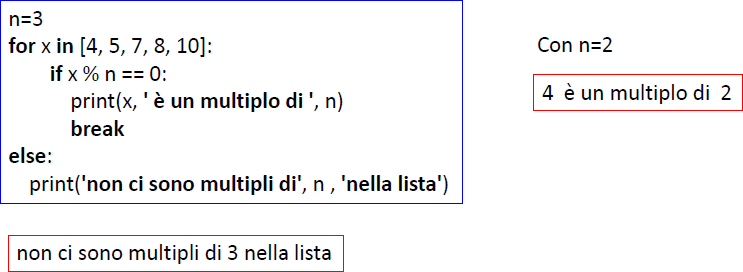 n=3
for x in [4, 5, 7, 8, 10]:
if x % n == 0:
print(x, ' è un multiplo di ', n)
break
else:
print('non ci sono multipli di', n , 'nella lista')
non ci sono multipli di 3 nella lista
Con n=2
4  è un multiplo di  2